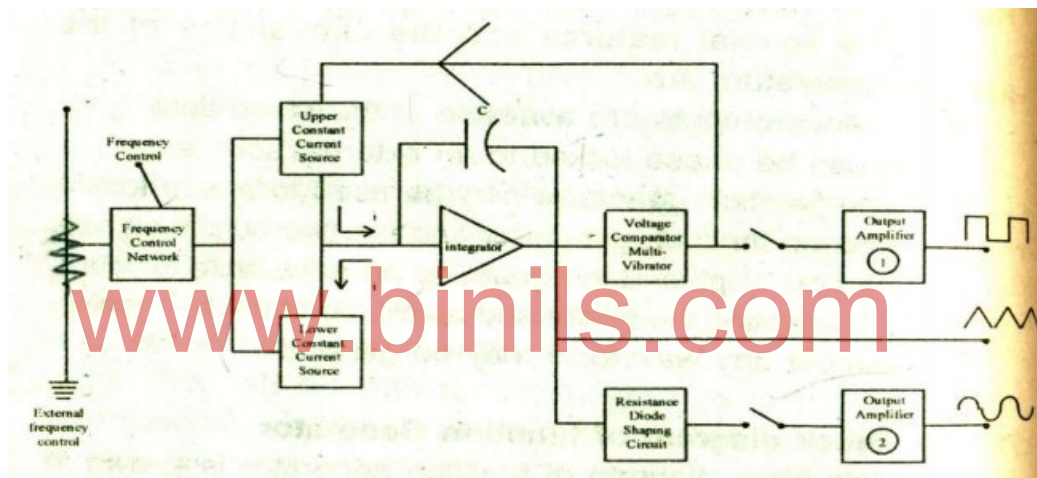 Upper
Constant
Current
Source
C
Frequency
Control
i
Frequency
Control
Network
integrator
Voltage
Comparator
Multi-
Vibrator
Output
Amplifier
1
i
www.binils.com
Lower
Constant
Current
Source
External
frequency
control
Resistance
Diode
Shaping
Circuit
Output
Amplifier
2